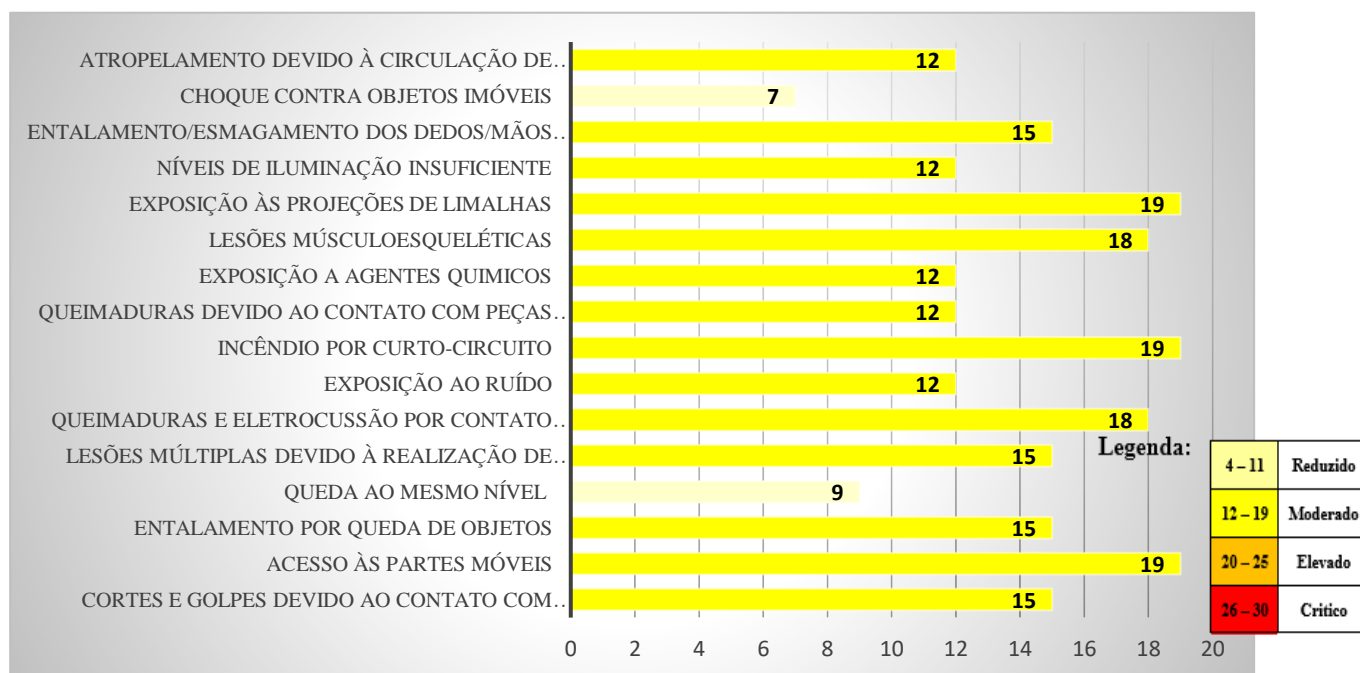 ATROPELAMENTO DEVIDO À CIRCULAÇÃO DE.. 12
CHOQUE CONTRA OBJETOS IMÓVEIS 7
ENTALAMENTO/ESMAGAMENTO DOS DEDOS/MÃOS.. 15
NÍVEIS DE ILUMINAÇÃO INSUFICIENTE 12
EXPOSIÇÃO ÀS PROJEÇÕES DE LIMALHAS 19
LESÕES MÚSCULOESQUELÉTICAS 18
EXPOSIÇÃO A AGENTES QUIMICOS 12
QUEIMADURAS DEVIDO AO CONTATO COM PEÇAS.. 12
INCÊNDIO POR CURTO-CIRCUITO 19
EXPOSIÇÃO AO RUÍDO 12
QUEIMADURAS E ELETROCUSSÃO POR CONTATO.. 18
LESÕES MÚLTIPLAS DEVIDO À REALIZAÇÃO DE.. 15
QUEDA AO MESMO NÍVEL 9
ENTALAMENTO POR QUEDA DE OBJETOS 15
ACESSO ÀS PARTES MÓVEIS 19
CORTES E GOLPES DEVIDO AO CONTATO COM.. 15
0 2 4 6 8 10 12 14 16 18 20
Legenda:
4 – 11 Reduzido
12 – 19 Moderado
20 – 25 Elevado
26 – 30 Critico